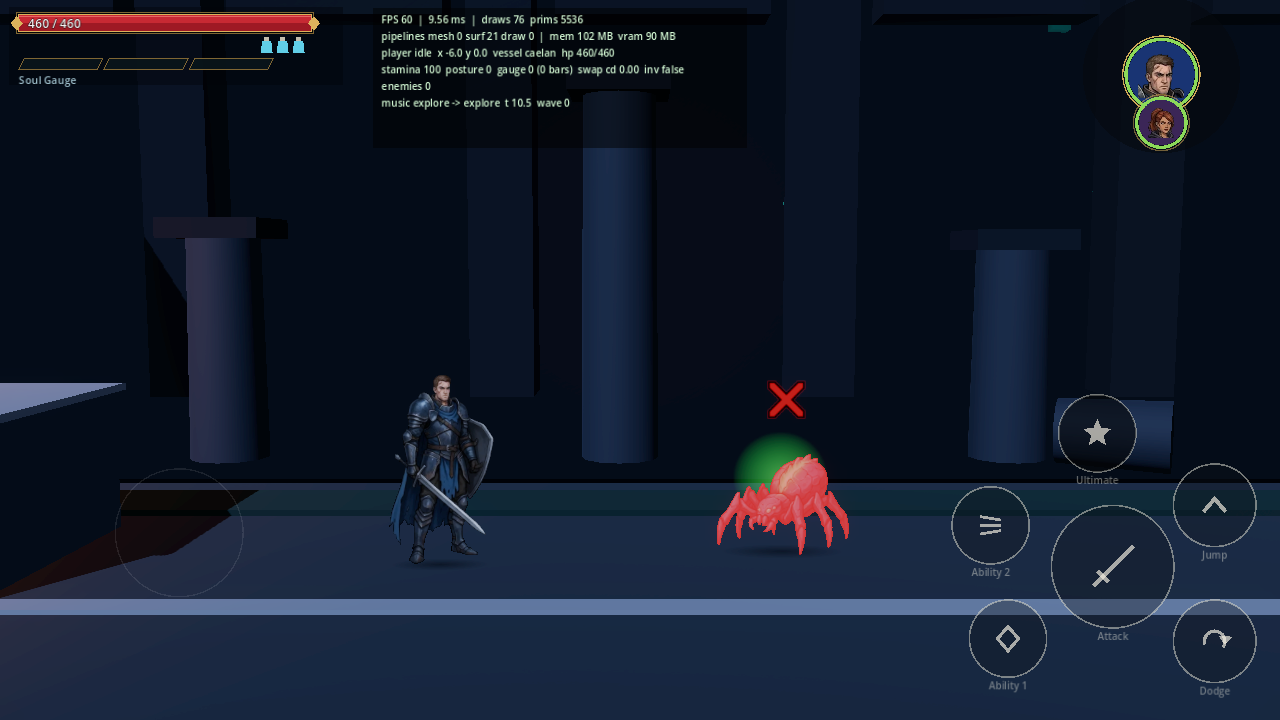 460 / 460
Soul Gauge
FPS 60 | 9.56 ms | draws 76 prims 5536
pipelines mesh 0 surf 21 draw 0 | mem 102 MB vram 90 MB
player idle x -6.0 y 0.0 vessel caelan hp 460/460
stamina 100 posture 0 gauge 0 (0 bars) swap cd 0.00 inv false
enemies 0
music explore -> explore t 10.5 wave 0
Ultimate
Jump
Ability 2
Attack
Ability 1
Dodge